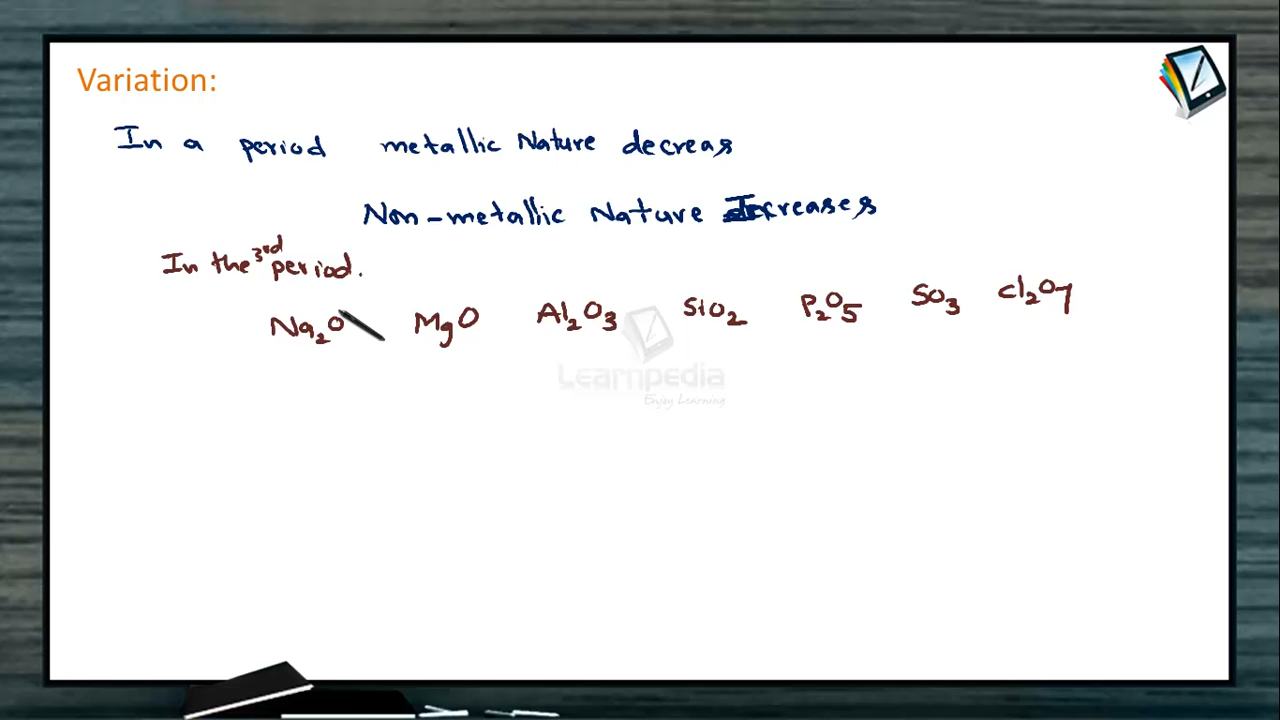 Variation:
In a period metallic Nature decreas
Non-metallic Nature Increases
In the 3rd period.
Na2O MgO Al2O3 SiO2 P2O5 SO3 Cl2O7
Learnpedia
Enjoy Learning